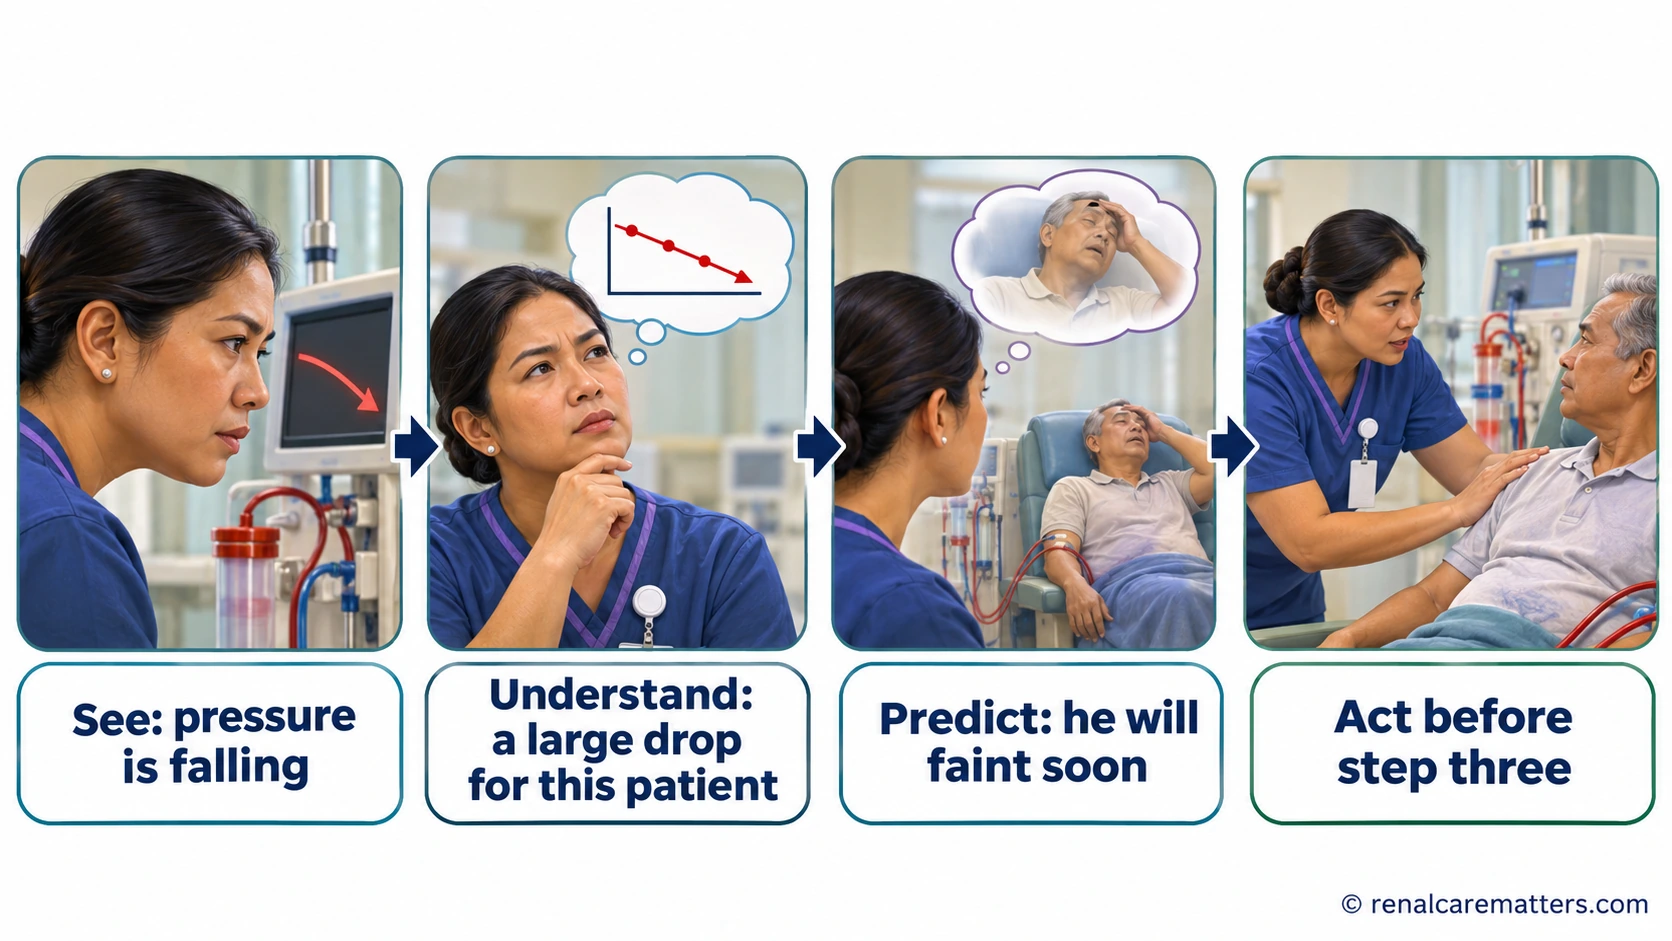 See: pressure
is falling
Understand:
a large drop
for this patient
Predict: he will
faint soon
Act before
step three
© renalcarematters.com